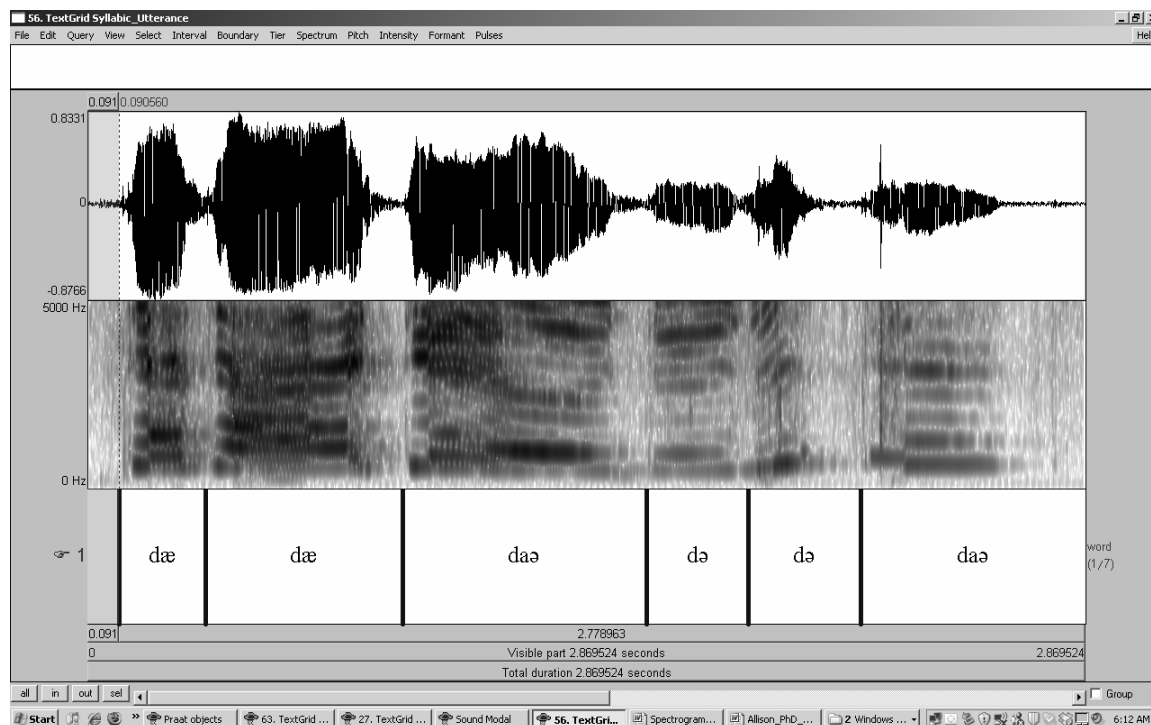 56. TextGrid Syllabic_Utterance
File Edit Query View Select Interval Boundary Tier Spectrum Pitch Intensity Formant Pulses Hel
0.091 0.090560
0.8331
0
-0.8766
5000 Hz
0 Hz
1 dæ dæ daə də də daə word
(1/7)
0.091 2.778963
0 Visible part 2.869524 seconds 2.869524
Total duration 2.869524 seconds
all in out sel Group
Start » Praat objects 63. TextGrid ... 27. TextGrid ... Sound Modal 56. TextGri... Spectrogram... Allison_PhD_... 2 Windows ... 6:12 AM